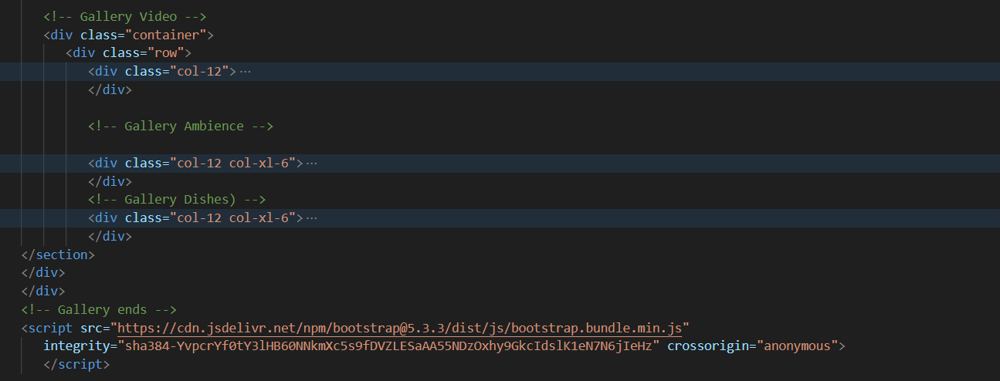 <!-- Gallery Video -->
<div class="container">
<div class="row">
<div class="col-12">···
</div>
<!-- Gallery Ambience -->
<div class="col-12 col-xl-6">···
</div>
<!-- Gallery Dishes) -->
<div class="col-12 col-xl-6">···
</div>
</section>
</div>
</div>
<!-- Gallery ends -->
<script src="https://cdn.jsdelivr.net/npm/bootstrap@5.3.3/dist/js/bootstrap.bundle.min.js"
integrity="sha384-YvpcrYf0tY3lHB60NNkmXc5s9fDVZLESaAA55NDzOxhy9GkcIdslK1eN7N6jIeHz" crossorigin="anonymous">
</script>